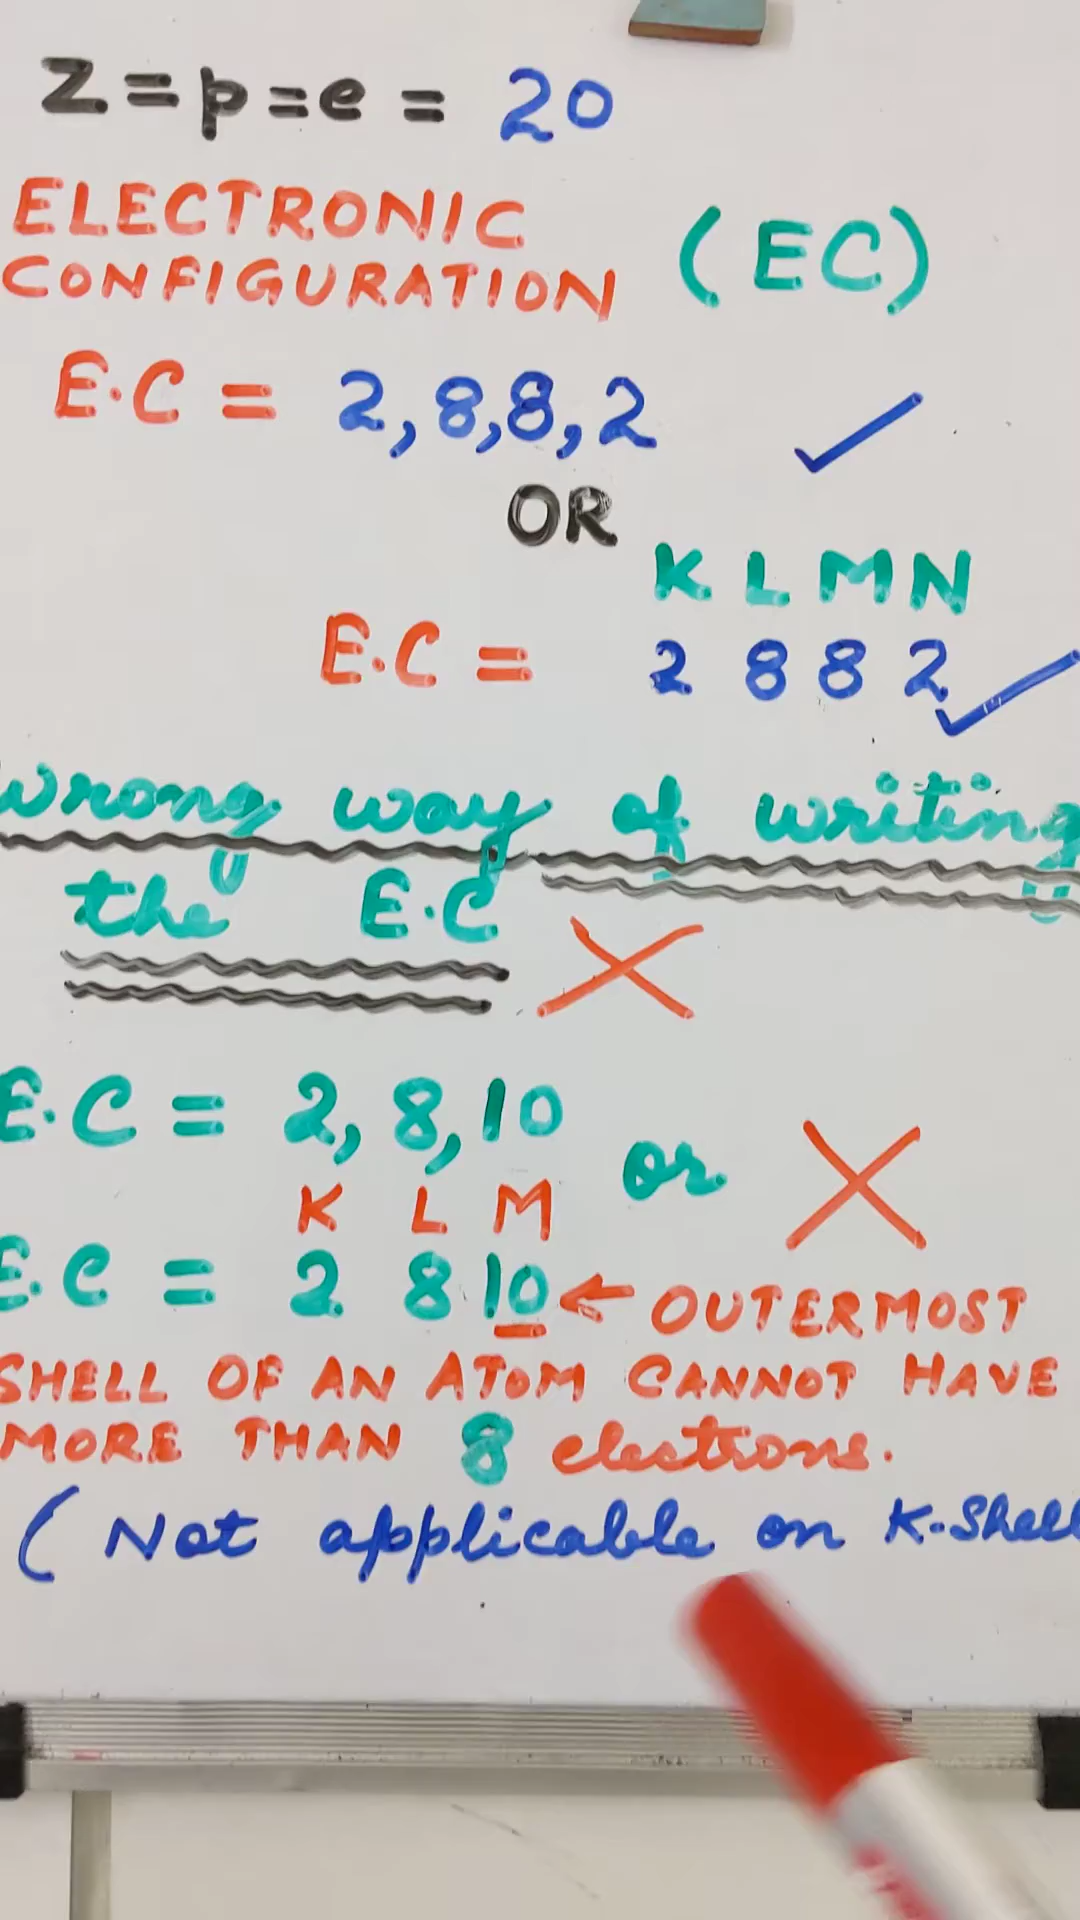 Z = p = e = 20
ELECTRONIC (EC)
CONFIGURATION
E.C = 2,8,8,2
OR
K L M N
E.C = 2 8 8 2
Wrong way of writing
the E.C
E.C = 2, 8, 10
or
K L M
E.C = 2 8 10 ← OUTERMOST
SHELL OF AN ATOM CANNOT HAVE
MORE THAN 8 electrons.
( Not applicable on K-Shell